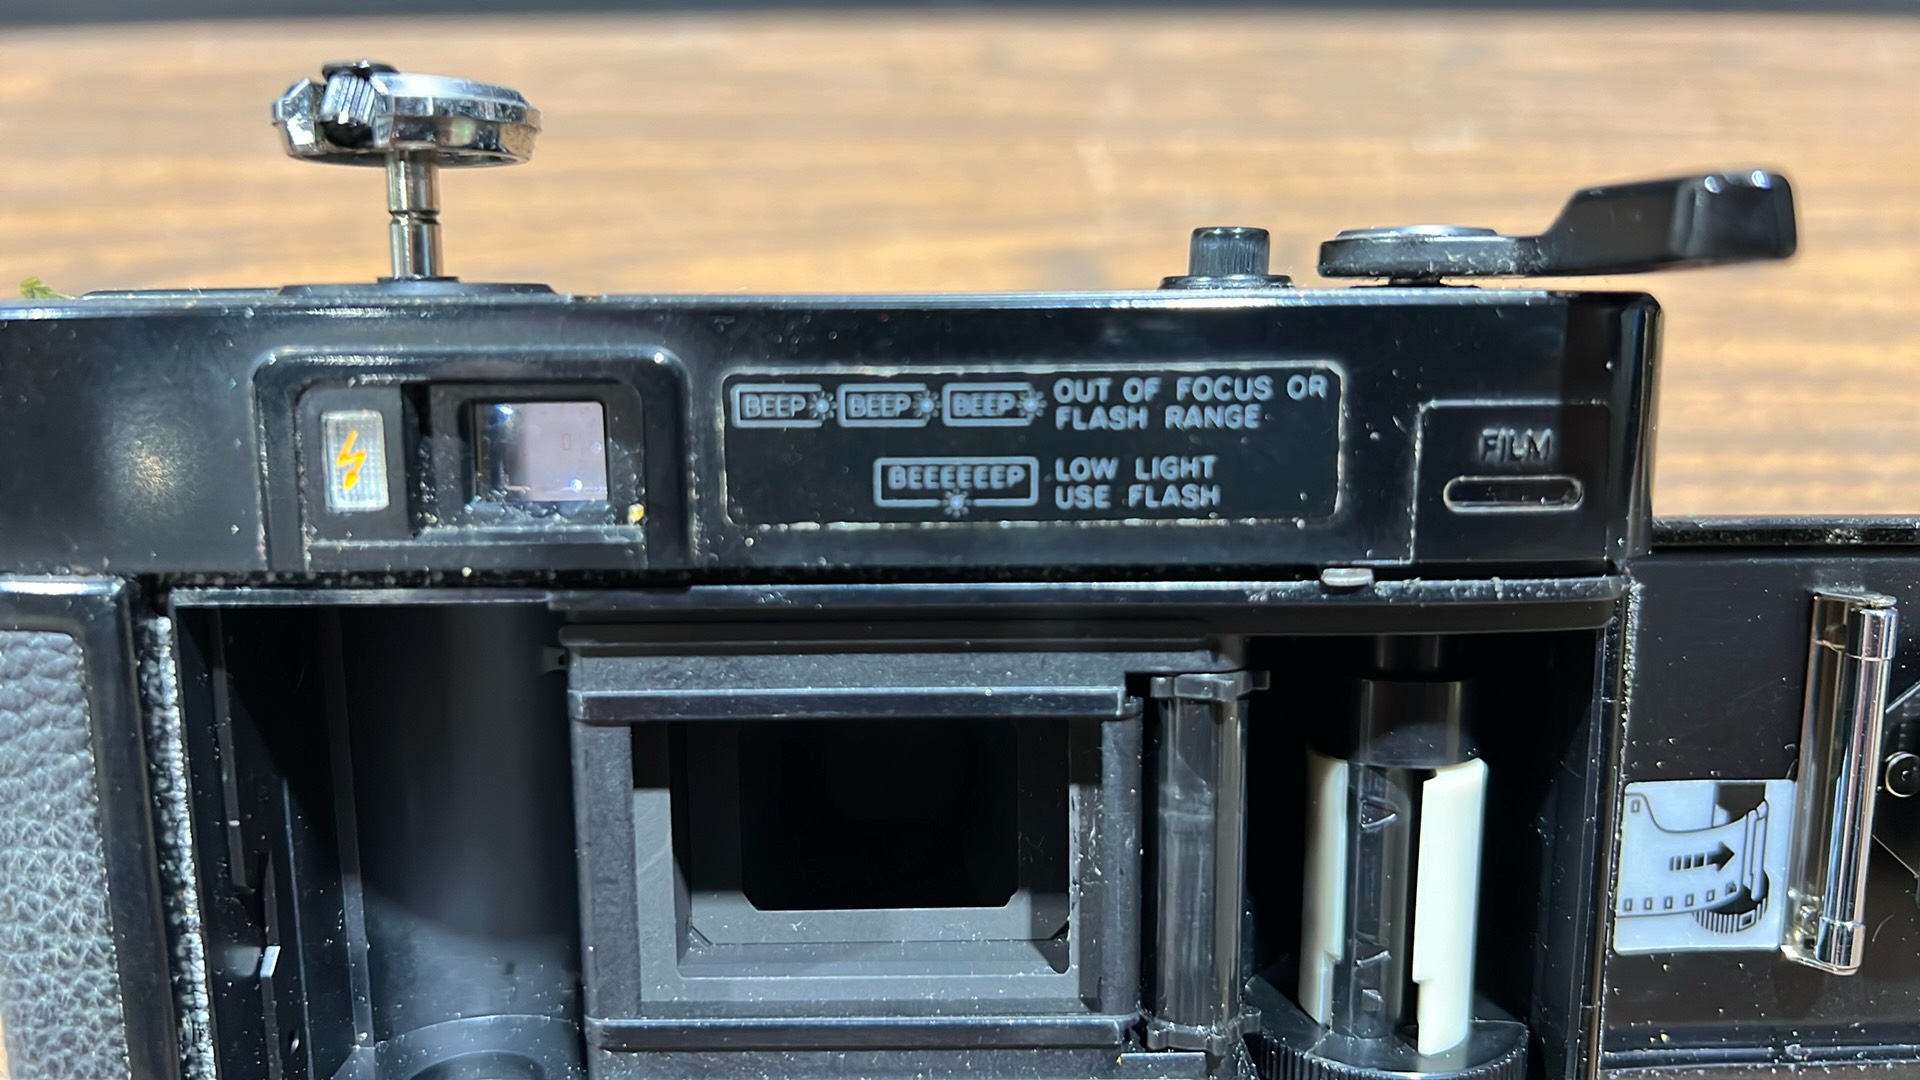 BEEP BEEP BEEP OUT OF FOCUS OR
FLASH RANGE
BEEEEEEP LOW LIGHT
USE FLASH
FILM